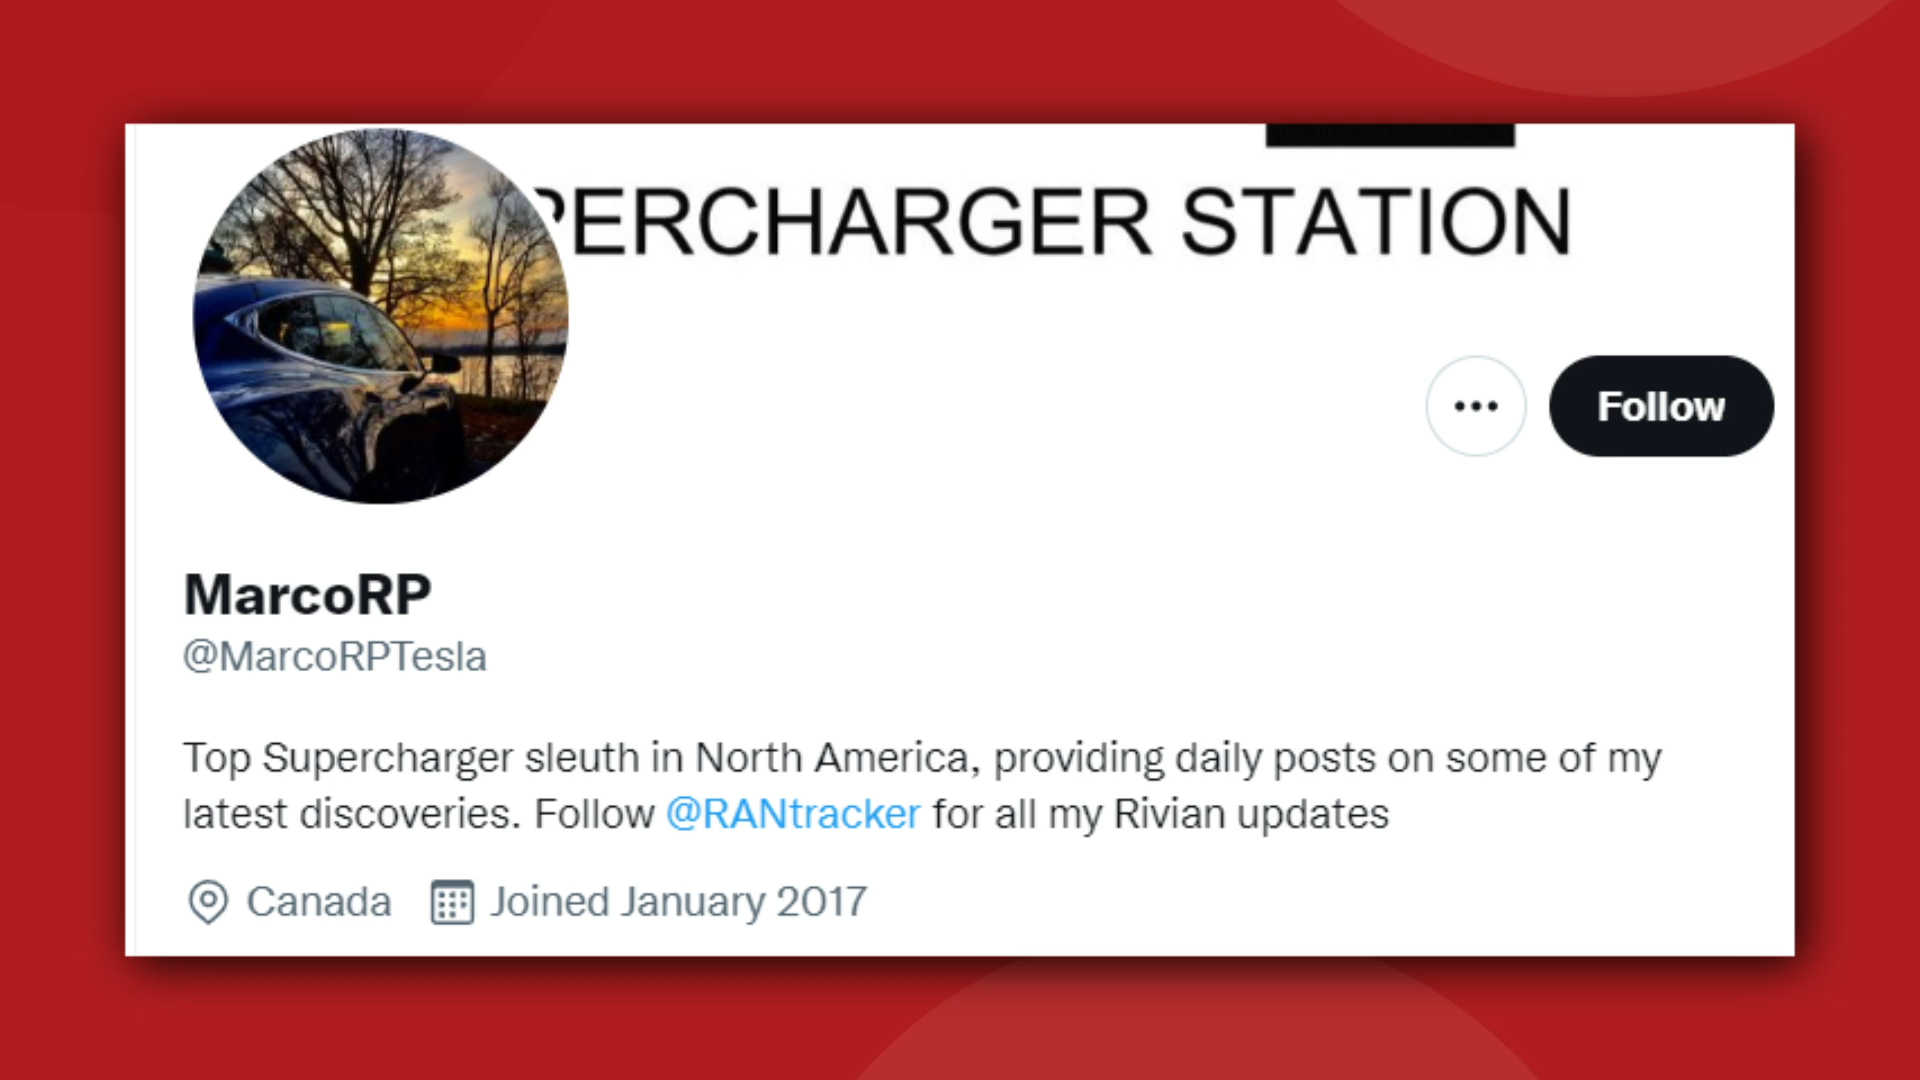 PERCHARGER STATION
Follow
MarcoRP
@MarcoRPTesla
Top Supercharger sleuth in North America, providing daily posts on some of my
latest discoveries. Follow @RANtracker for all my Rivian updates
Canada Joined January 2017